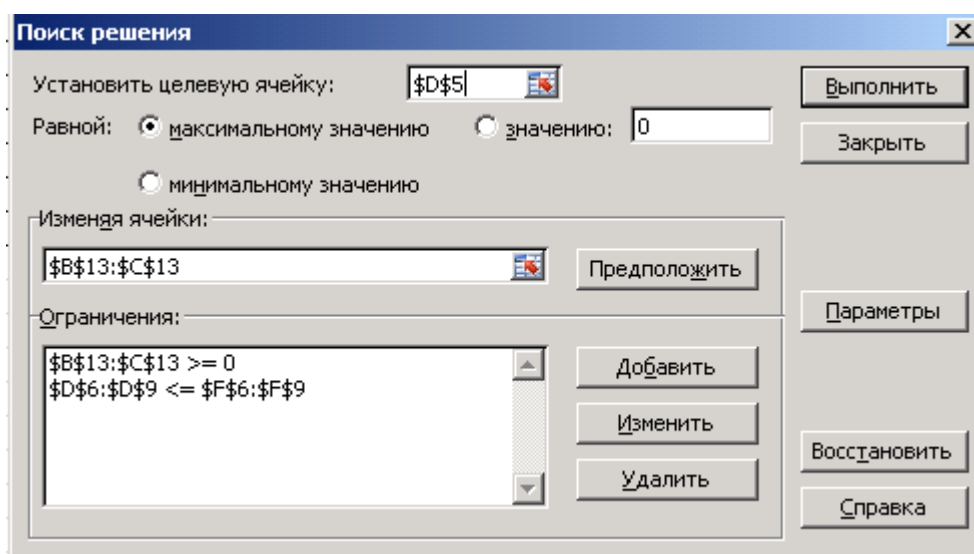 Поиск решения
Установить целевую ячейку: $D$5
Выполнить
Равной: максимальному значению значению: 0
Закрыть
минимальному значению
Изменяя ячейки:
$B$13:$C$13
Предположить
Ограничения:
Параметры
$B$13:$C$13 >= 0
$D$6:$D$9 <= $F$6:$F$9
Добавить
Изменить
Восстановить
Удалить
Справка